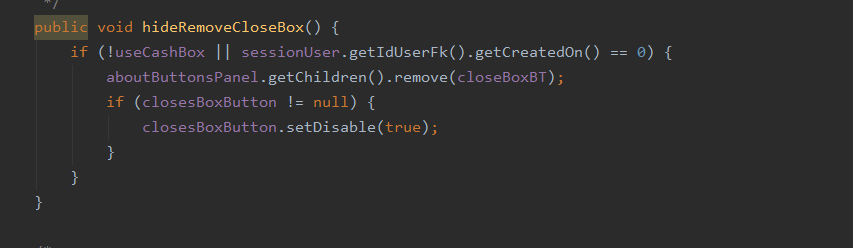 */
public void hideRemoveCloseBox() {
    if (!useCashBox || sessionUser.getIdUserFk().getCreatedOn() == 0) {
        aboutButtonsPanel.getChildren().remove(closeBoxBT);
        if (closesBoxButton != null) {
            closesBoxButton.setDisable(true);
        }
    }
}